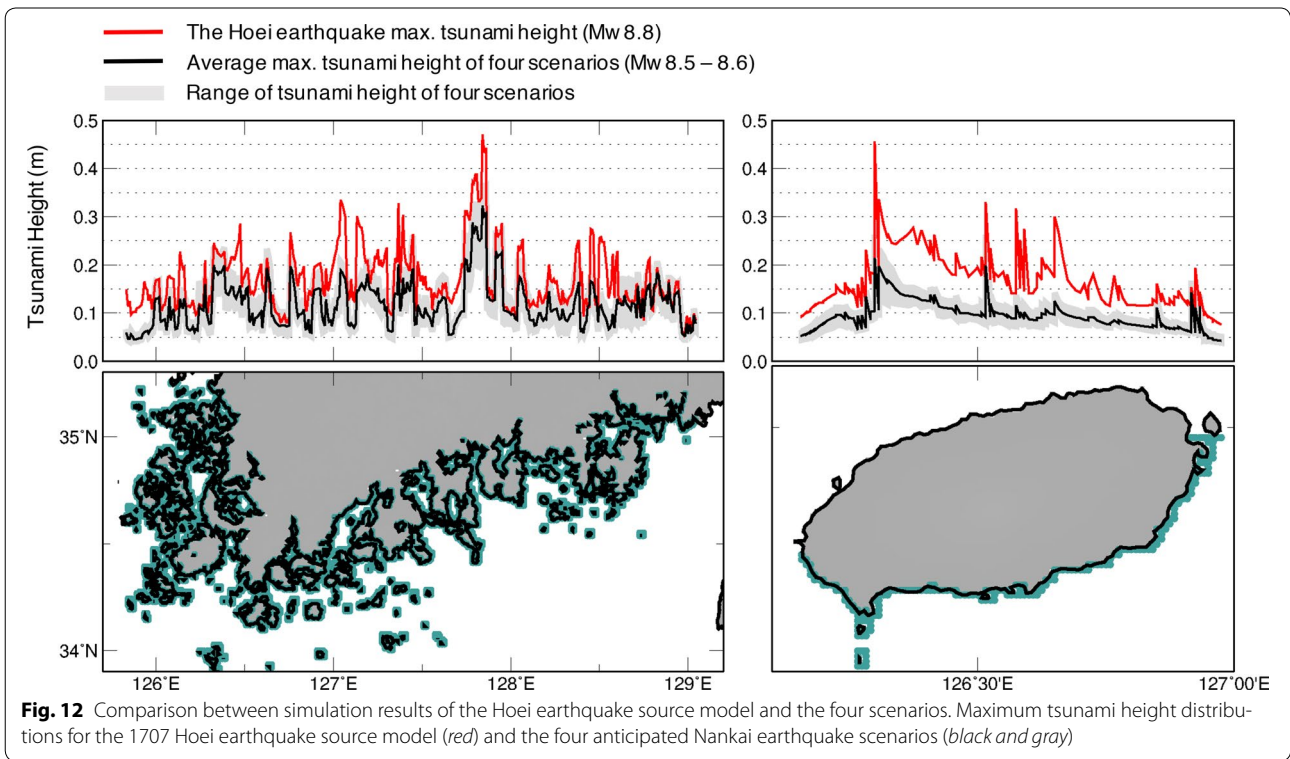 The Hoei earthquake max. tsunami height (Mw 8.8)
Average max. tsunami height of four scenarios (Mw 8.5 – 8.6)
Range of tsunami height of four scenarios
Tsunami Height (m)
0.5
0.4
0.3
0.2
0.1
0.0
0.5
0.4
0.3
0.2
0.1
0.0
35°N
34°N
126°E 127°E 128°E 129°E
126°30'E 127°00'E
Fig. 12 Comparison between simulation results of the Hoei earthquake source model and the four scenarios. Maximum tsunami height distribu-
tions for the 1707 Hoei earthquake source model (red) and the four anticipated Nankai earthquake scenarios (black and gray)